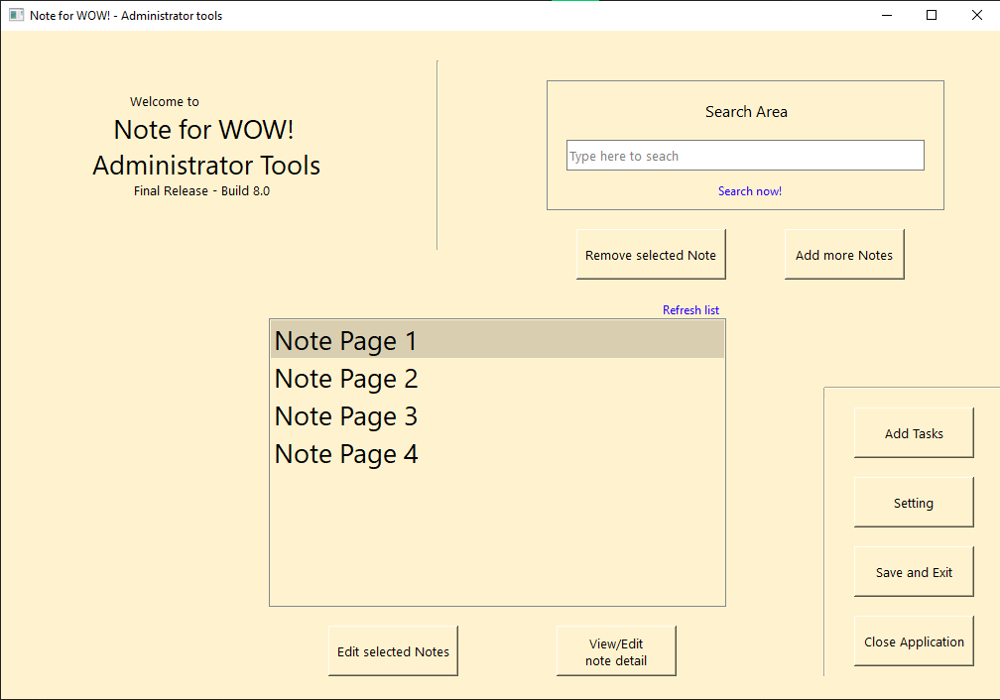 Note for WOW! - Administrator tools
Welcome to
Note for WOW!
Administrator Tools
Final Release - Build 8.0
Search Area
Type here to seach
Search now!
Remove selected Note
Add more Notes
Refresh list
Note Page 1
Note Page 2
Note Page 3
Note Page 4
Add Tasks
Setting
Save and Exit
Close Application
Edit selected Notes
View/Edit
note detail